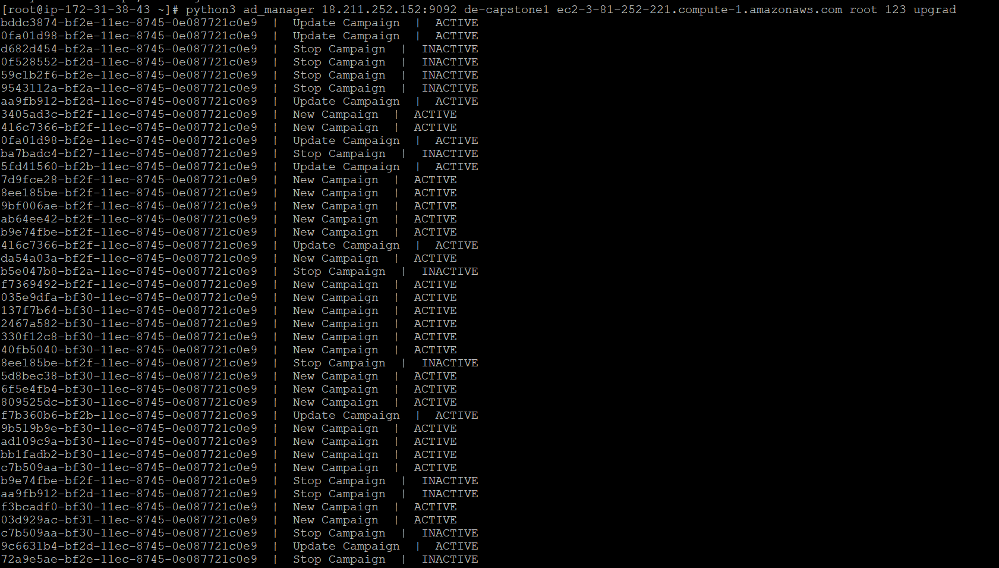 [root@ip-172-31-38-43 ~]# python3 ad_manager 18.211.252.152:9092 de-capstone1 ec2-3-81-252-221.compute-1.amazonaws.com root 123 upgrad
bddc3874-bf2e-11ec-8745-0e087721c0e9 | Update Campaign | ACTIVE
0fa01d98-bf2e-11ec-8745-0e087721c0e9 | Update Campaign | ACTIVE
d682d454-bf2a-11ec-8745-0e087721c0e9 | Stop Campaign | INACTIVE
0f528552-bf2d-11ec-8745-0e087721c0e9 | Stop Campaign | INACTIVE
59c1b2f6-bf2e-11ec-8745-0e087721c0e9 | Stop Campaign | INACTIVE
9543112a-bf2a-11ec-8745-0e087721c0e9 | Stop Campaign | INACTIVE
aa9fb912-bf2d-11ec-8745-0e087721c0e9 | Update Campaign | ACTIVE
3405ad3c-bf2f-11ec-8745-0e087721c0e9 | New Campaign | ACTIVE
416c7366-bf2f-11ec-8745-0e087721c0e9 | New Campaign | ACTIVE
0fa01d98-bf2e-11ec-8745-0e087721c0e9 | Update Campaign | ACTIVE
ba7badc4-bf27-11ec-8745-0e087721c0e9 | Stop Campaign | INACTIVE
5fd41560-bf2b-11ec-8745-0e087721c0e9 | Update Campaign | ACTIVE
7d9fce28-bf2f-11ec-8745-0e087721c0e9 | New Campaign | ACTIVE
8ee185be-bf2f-11ec-8745-0e087721c0e9 | New Campaign | ACTIVE
9bf006ae-bf2f-11ec-8745-0e087721c0e9 | New Campaign | ACTIVE
ab64ee42-bf2f-11ec-8745-0e087721c0e9 | New Campaign | ACTIVE
b9e74fbe-bf2f-11ec-8745-0e087721c0e9 | New Campaign | ACTIVE
416c7366-bf2f-11ec-8745-0e087721c0e9 | Update Campaign | ACTIVE
da54a03a-bf2f-11ec-8745-0e087721c0e9 | New Campaign | ACTIVE
b5e047b8-bf2a-11ec-8745-0e087721c0e9 | Stop Campaign | INACTIVE
f7369492-bf2f-11ec-8745-0e087721c0e9 | New Campaign | ACTIVE
035e9dfa-bf30-11ec-8745-0e087721c0e9 | New Campaign | ACTIVE
137f7b64-bf30-11ec-8745-0e087721c0e9 | New Campaign | ACTIVE
2467a582-bf30-11ec-8745-0e087721c0e9 | New Campaign | ACTIVE
330f12c8-bf30-11ec-8745-0e087721c0e9 | New Campaign | ACTIVE
40fb5040-bf30-11ec-8745-0e087721c0e9 | New Campaign | ACTIVE
8ee185be-bf2f-11ec-8745-0e087721c0e9 | Stop Campaign | INACTIVE
5d8bec38-bf30-11ec-8745-0e087721c0e9 | New Campaign | ACTIVE
6f5e4fb4-bf30-11ec-8745-0e087721c0e9 | New Campaign | ACTIVE
809525dc-bf30-11ec-8745-0e087721c0e9 | New Campaign | ACTIVE
f7b360b6-bf2b-11ec-8745-0e087721c0e9 | Update Campaign | ACTIVE
9b519b9e-bf30-11ec-8745-0e087721c0e9 | New Campaign | ACTIVE
ad109c9a-bf30-11ec-8745-0e087721c0e9 | New Campaign | ACTIVE
bb1fadb2-bf30-11ec-8745-0e087721c0e9 | New Campaign | ACTIVE
c7b509aa-bf30-11ec-8745-0e087721c0e9 | New Campaign | ACTIVE
b9e74fbe-bf2f-11ec-8745-0e087721c0e9 | Stop Campaign | INACTIVE
aa9fb912-bf2d-11ec-8745-0e087721c0e9 | Stop Campaign | INACTIVE
f3bcadf0-bf30-11ec-8745-0e087721c0e9 | New Campaign | ACTIVE
03d929ac-bf31-11ec-8745-0e087721c0e9 | New Campaign | ACTIVE
c7b509aa-bf30-11ec-8745-0e087721c0e9 | Stop Campaign | INACTIVE
9c6631b4-bf2d-11ec-8745-0e087721c0e9 | Update Campaign | ACTIVE
72a9e5ae-bf2e-11ec-8745-0e087721c0e9 | Stop Campaign | INACTIVE